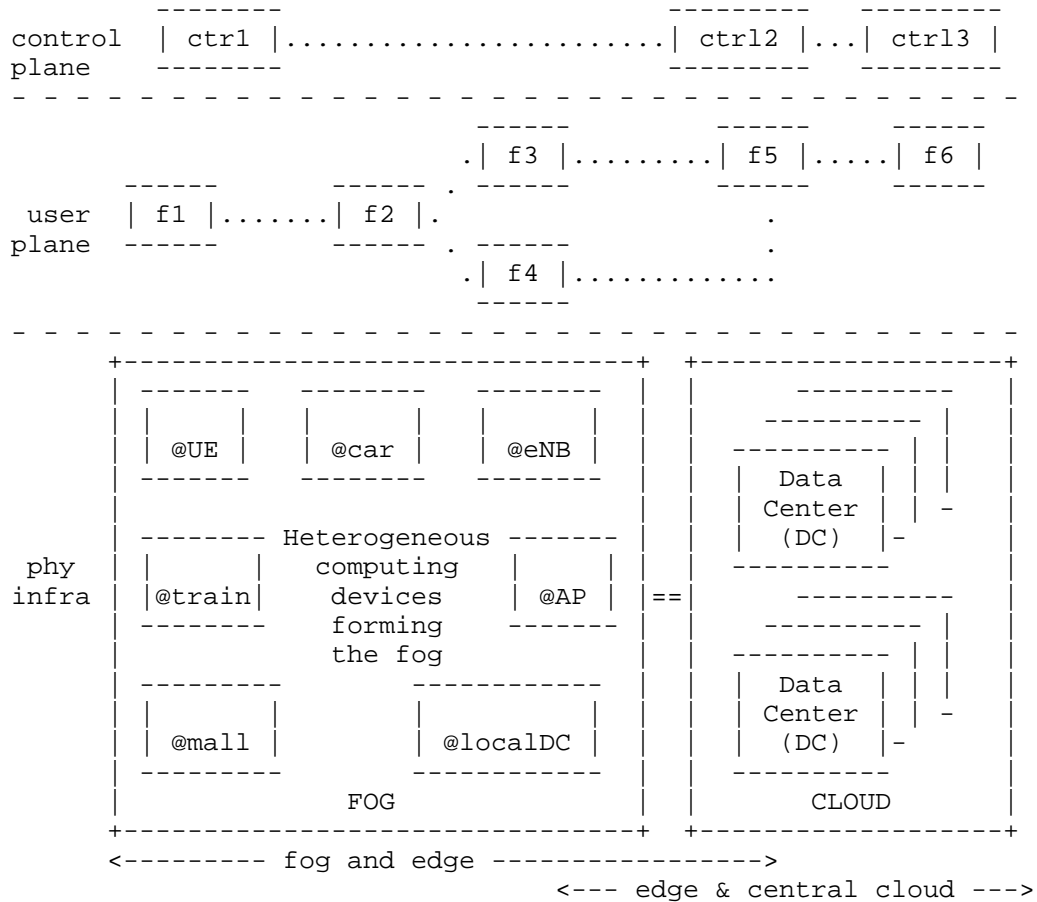 control | ctr1 |........................| ctrl2 |...| ctrl3 |
plane
.| f3 |.........| f5 |.....| f6 |
user | f1 |.......| f2 |.
plane
.| f4 |.............
@UE @car @eNB
Data
Center
(DC)
Heterogeneous
phy computing
infra @train devices @AP ==
forming
the fog
Data
Center
@mall @localDC (DC)
FOG CLOUD
<--------- fog and edge ----------------->
<--- edge & central cloud --->